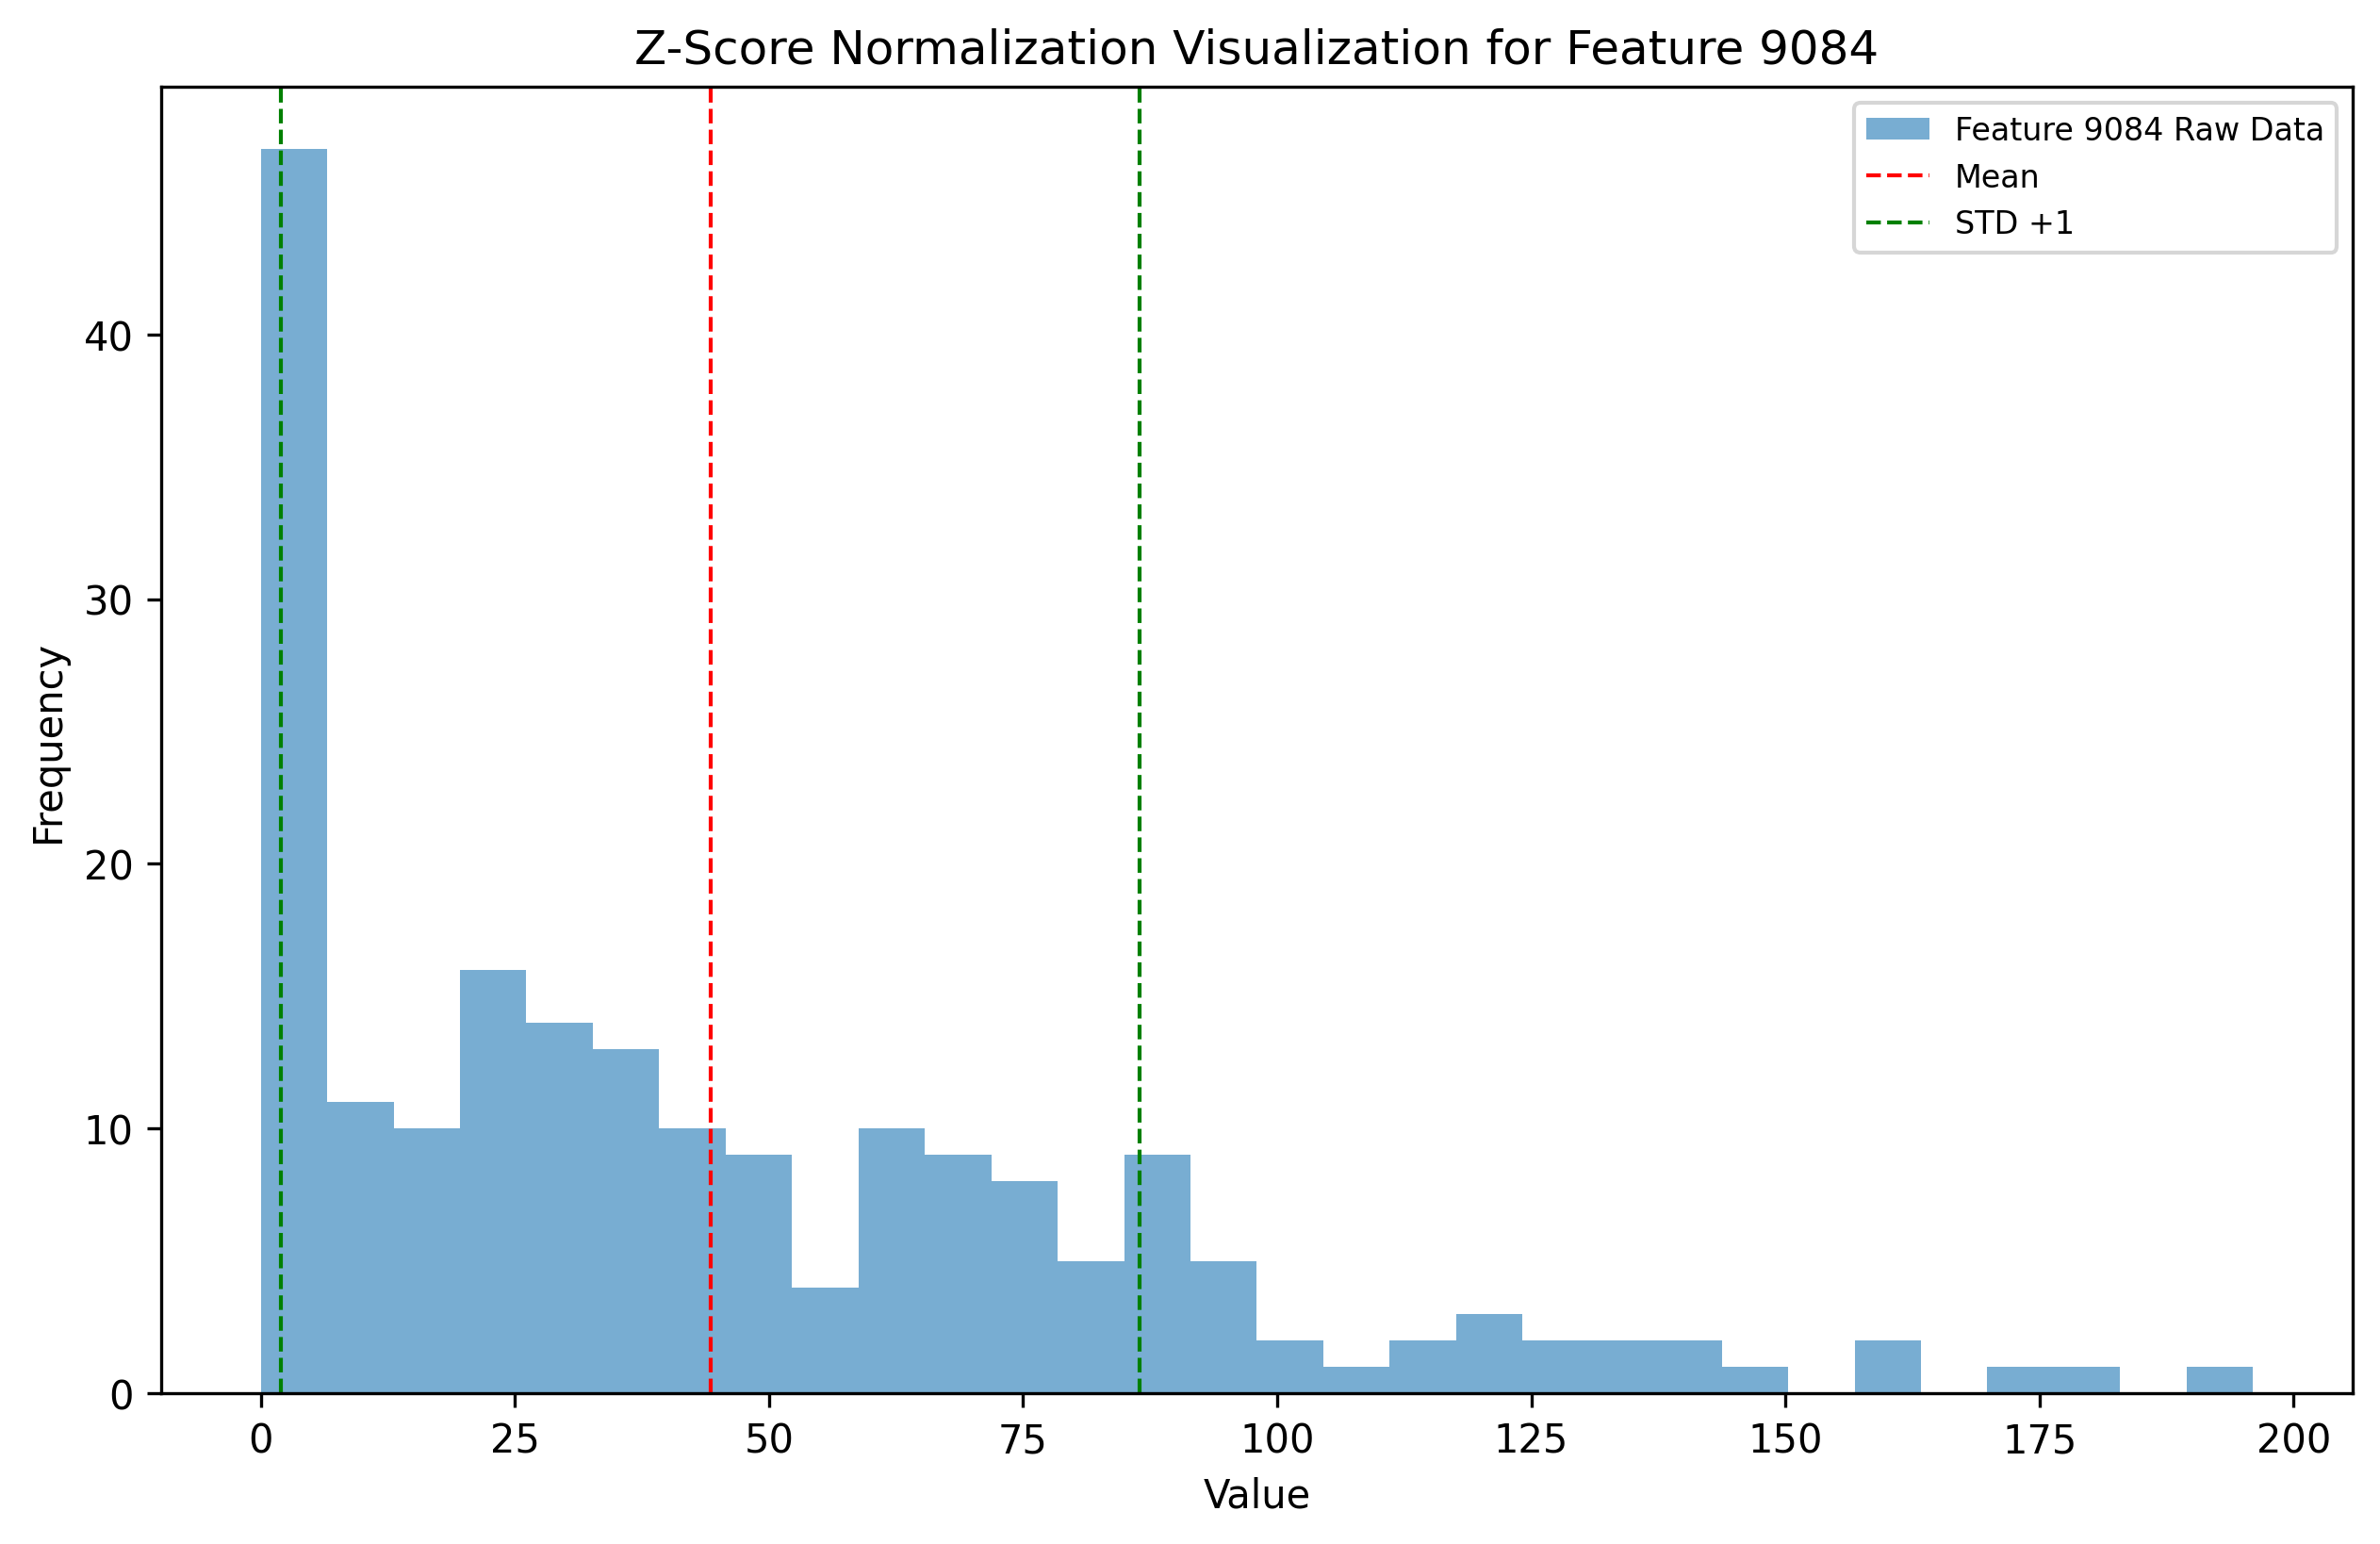 Z-Score Normalization Visualization for Feature 9084
Feature 9084 Raw Data
Mean
STD +1
40
30
20
10
0
Frequency
0 25 50 75 100 125 150 175 200
Value